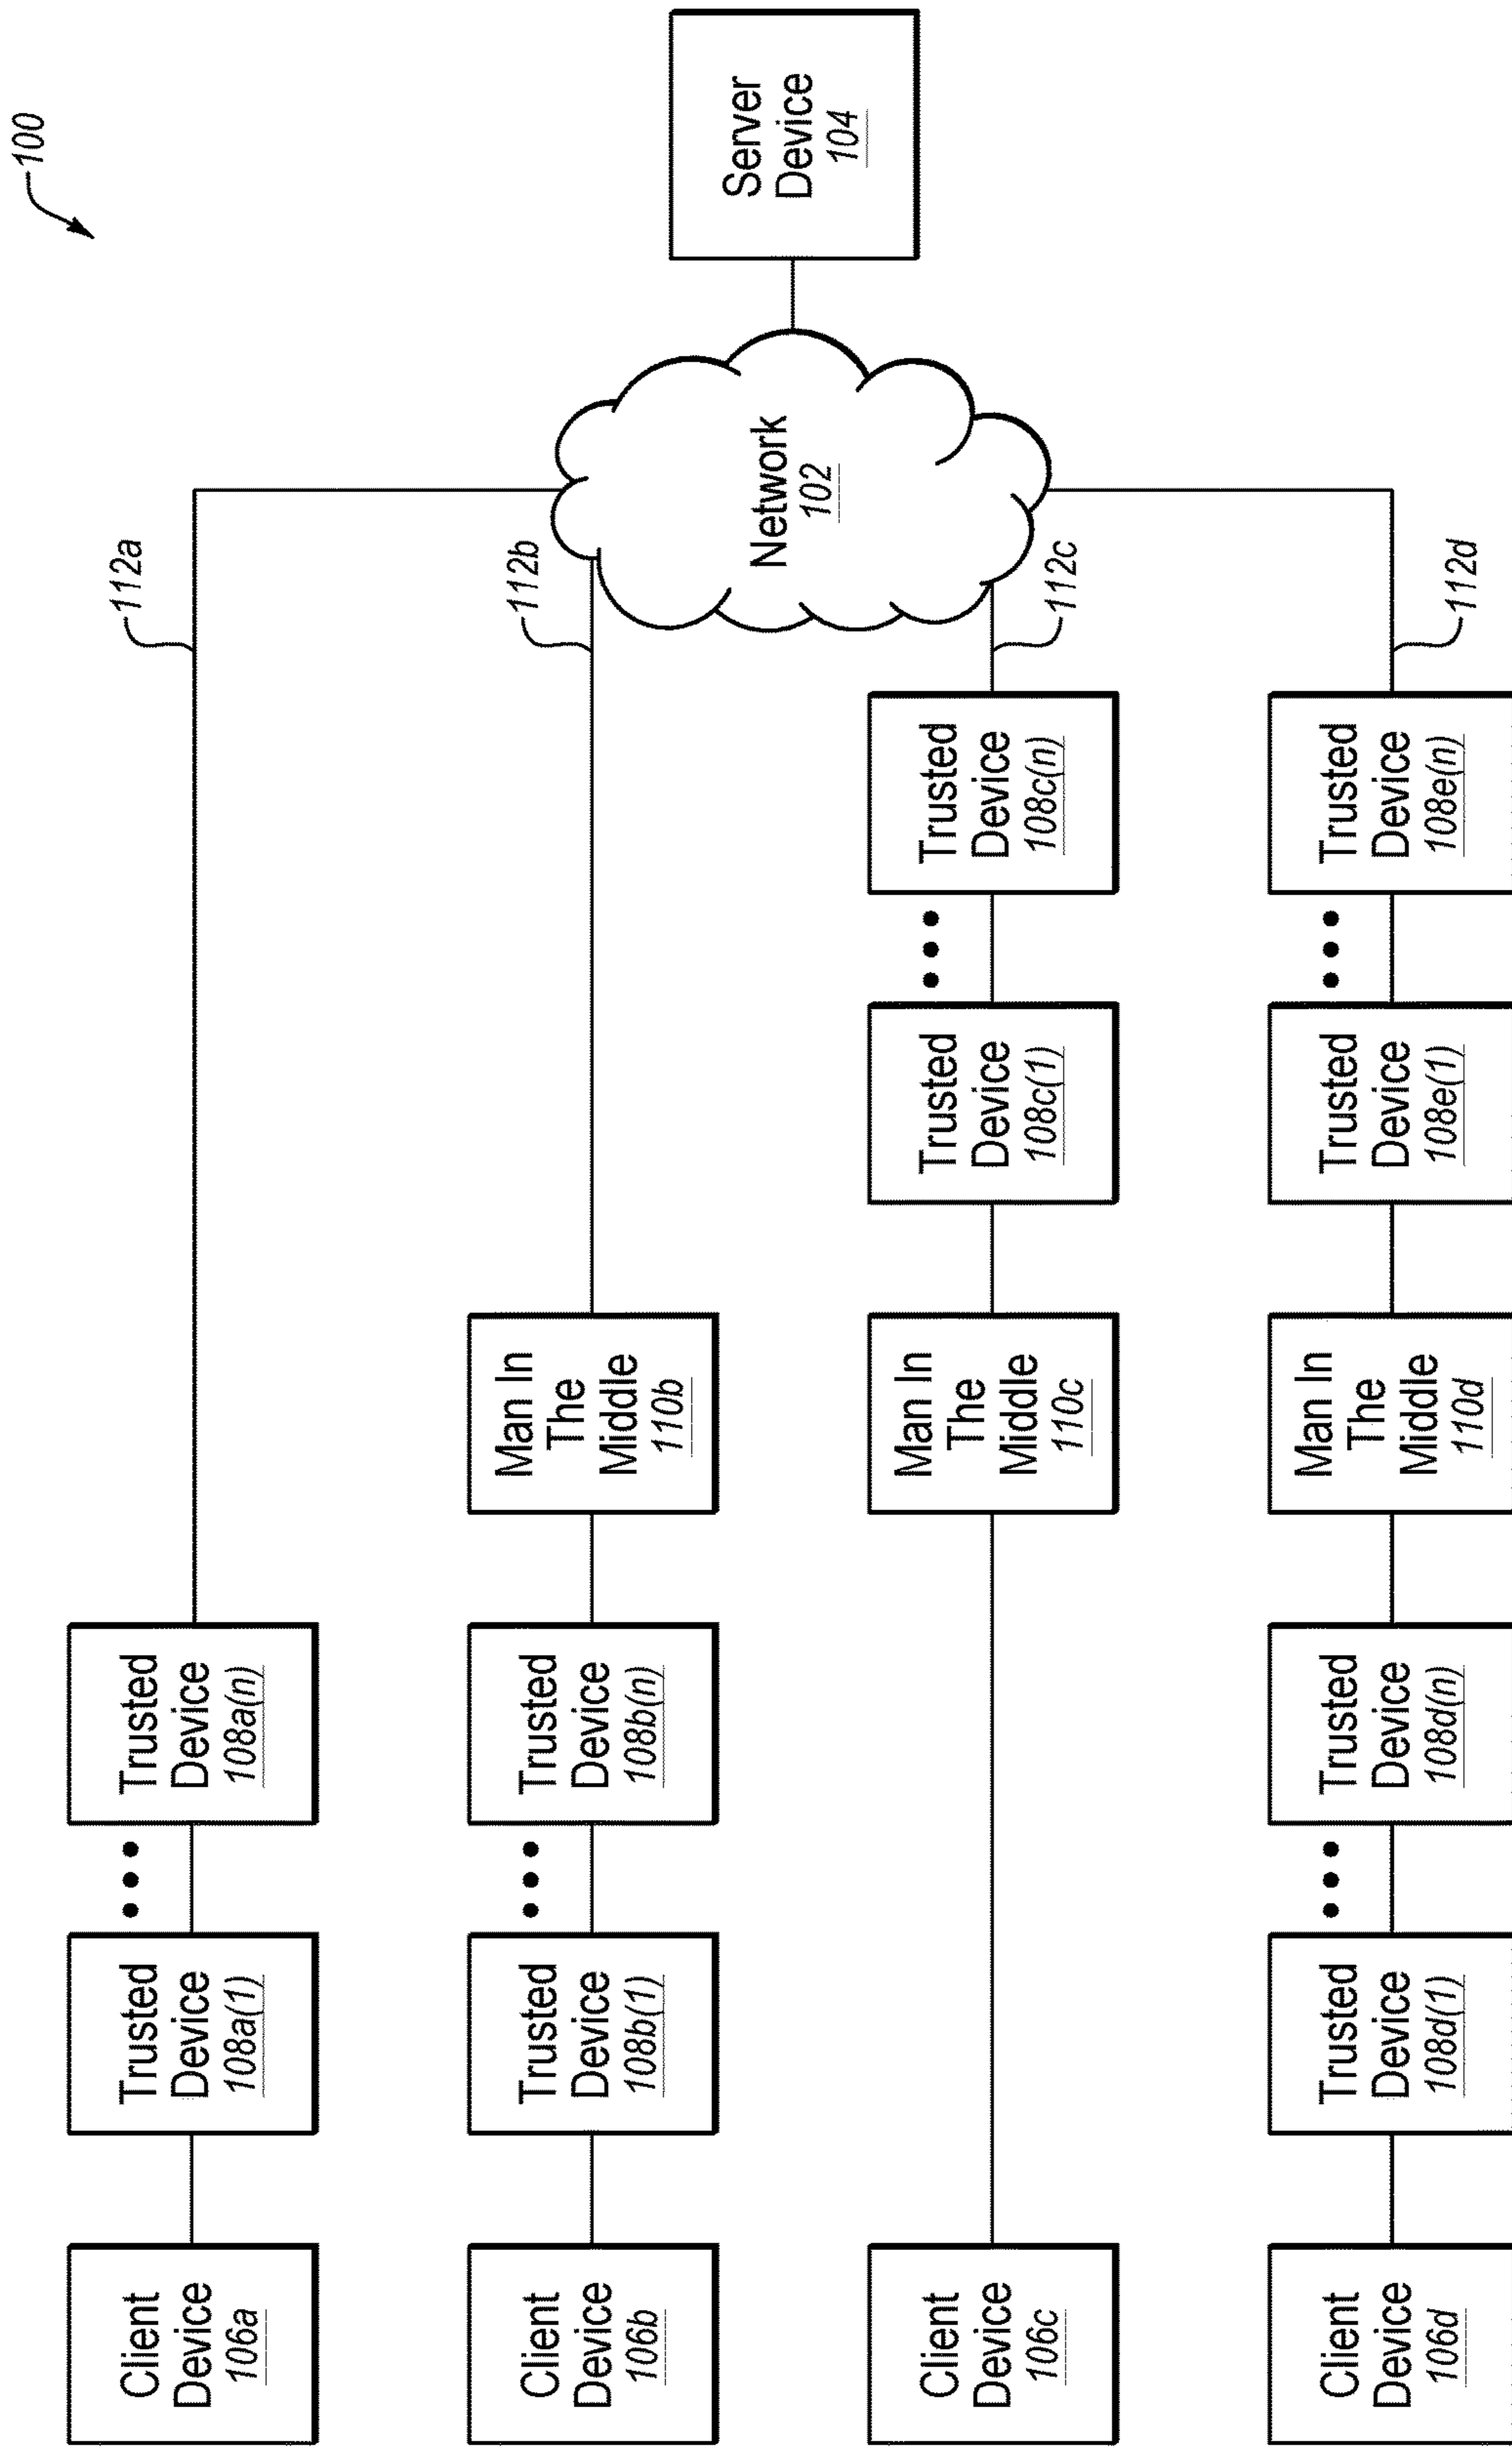 100
Client
Device
106a
Trusted
Device
108a(1)
Trusted
Device
108a(n)
112a
Client
Device
106b
Trusted
Device
108b(1)
Trusted
Device
108b(n)
Man In
The
Middle
110b
112b
Network
102
Server
Device
104
Client
Device
106c
Man In
The
Middle
110c
Trusted
Device
108c(1)
Trusted
Device
108c(n)
112c
Client
Device
106d
Trusted
Device
108d(1)
Trusted
Device
108d(n)
Man In
The
Middle
110d
Trusted
Device
108e(1)
Trusted
Device
108e(n)
112d